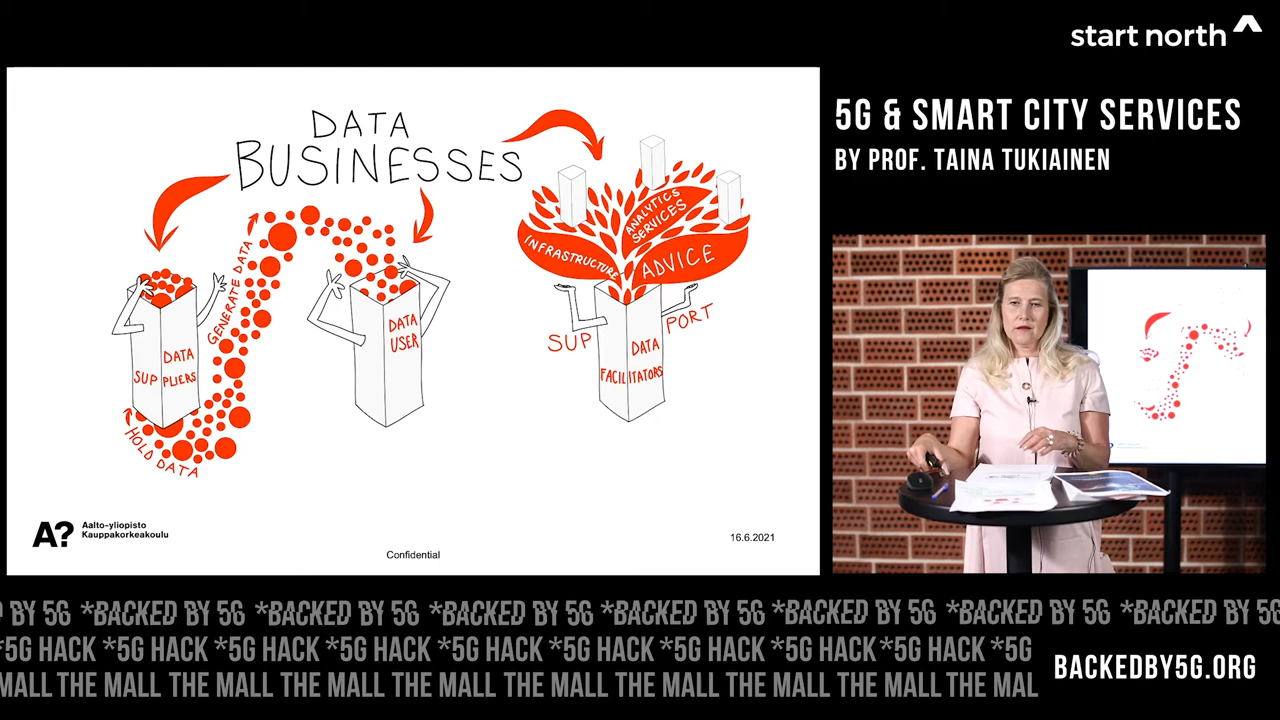 start north
5G & SMART CITY SERVICES
BY PROF. TAINA TUKIAINEN
DATA
BUSINESSES
GENERATE DATA
HOLD DATA
DATA
SUPPLIERS
DATA
USER
INFRASTRUCTURE
ANALYTICS
SERVICES
ADVICE
SUPPORT
DATA
FACILITATORS
A?
Aalto-yliopisto
Kauppakorkeakoulu
16.6.2021
Confidential
D BY 5G *BACKED BY 5G *BACKED BY 5G *BACKED BY 5G *BACKED BY 5G *BACKED BY 5G *BACKED BY 5G *BACKED BY 5G
*5G HACK *5G HACK *5G HACK *5G HACK *5G HACK *5G HACK *5G HACK *5G
MALL THE MALL THE MALL THE MALL THE MALL THE MALL THE MALL THE MALL THE MALL THE MAL
BACKEDBY5G.ORG